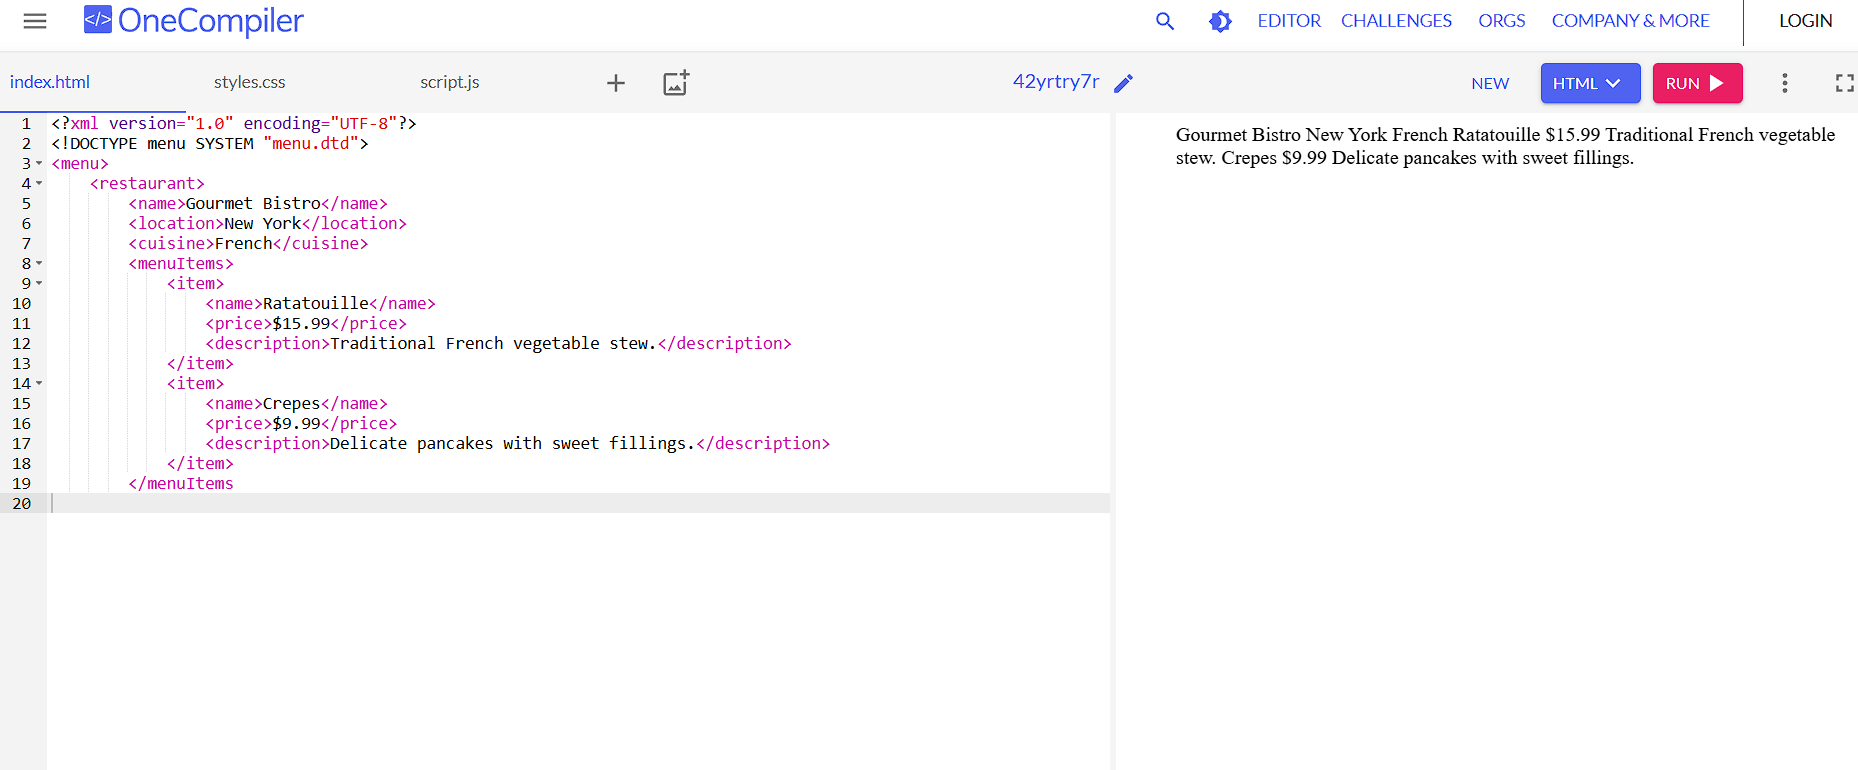 OneCompiler
EDITOR CHALLENGES ORGS COMPANY & MORE LOGIN
index.html styles.css script.js 42yrtry7r NEW HTML RUN
1 <?xml version="1.0" encoding="UTF-8"?>
2 <!DOCTYPE menu SYSTEM "menu.dtd">
3 <menu>
4 <restaurant>
5 <name>Gourmet Bistro</name>
6 <location>New York</location>
7 <cuisine>French</cuisine>
8 <menuItems>
9 <item>
10 <name>Ratatouille</name>
11 <price>$15.99</price>
12 <description>Traditional French vegetable stew.</description>
13 </item>
14 <item>
15 <name>Crepes</name>
16 <price>$9.99</price>
17 <description>Delicate pancakes with sweet fillings.</description>
18 </item>
19 </menuItems
20
Gourmet Bistro New York French Ratatouille $15.99 Traditional French vegetable
stew. Crepes $9.99 Delicate pancakes with sweet fillings.